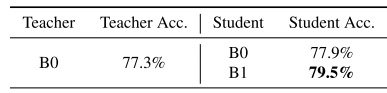 Teacher Teacher Acc. Student Student Acc.
B0 77.3% B0 77.9%
B1 79.5%